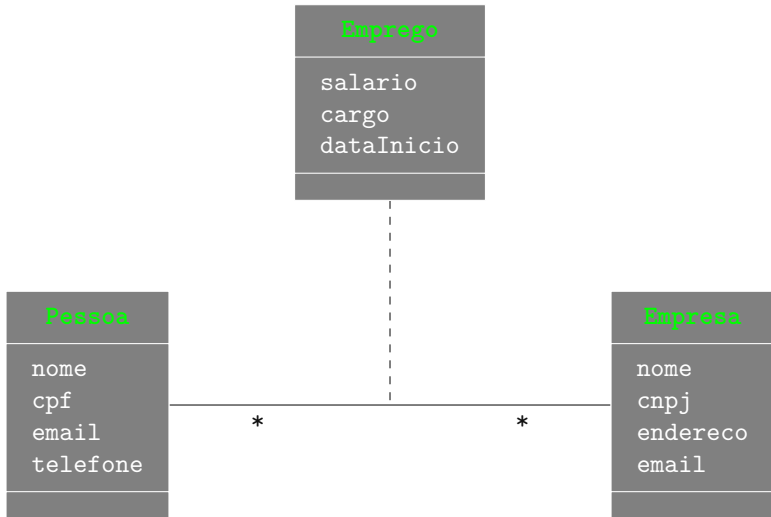 Emprego
salario
cargo
dataInicio
Pessoa
nome
cpf
email
telefone
*
*
Empresa
nome
cnpj
endereco
email